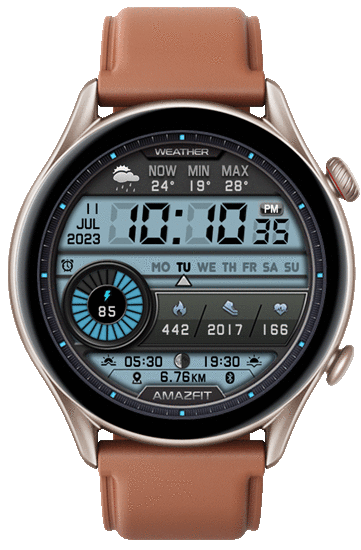 WEATHER
NOW MIN MAX
24° 19° 28°
11
JUL
2023
10:10 35
PM
MO TU WE TH FR SA SU
85
442 2017 166
05:30 19:30
6.76KM
AMAZFIT